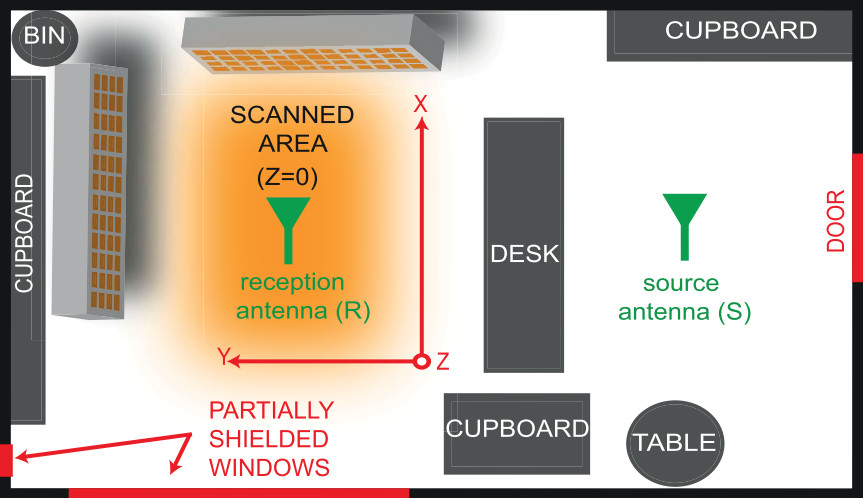 BIN
CUPBOARD
SCANNED
AREA
(Z=0)
X
CUPBOARD
DESK
DOOR
reception
antenna (R)
source
antenna (S)
Y
Z
PARTIALLY
SHIELDED
WINDOWS
CUPBOARD
TABLE